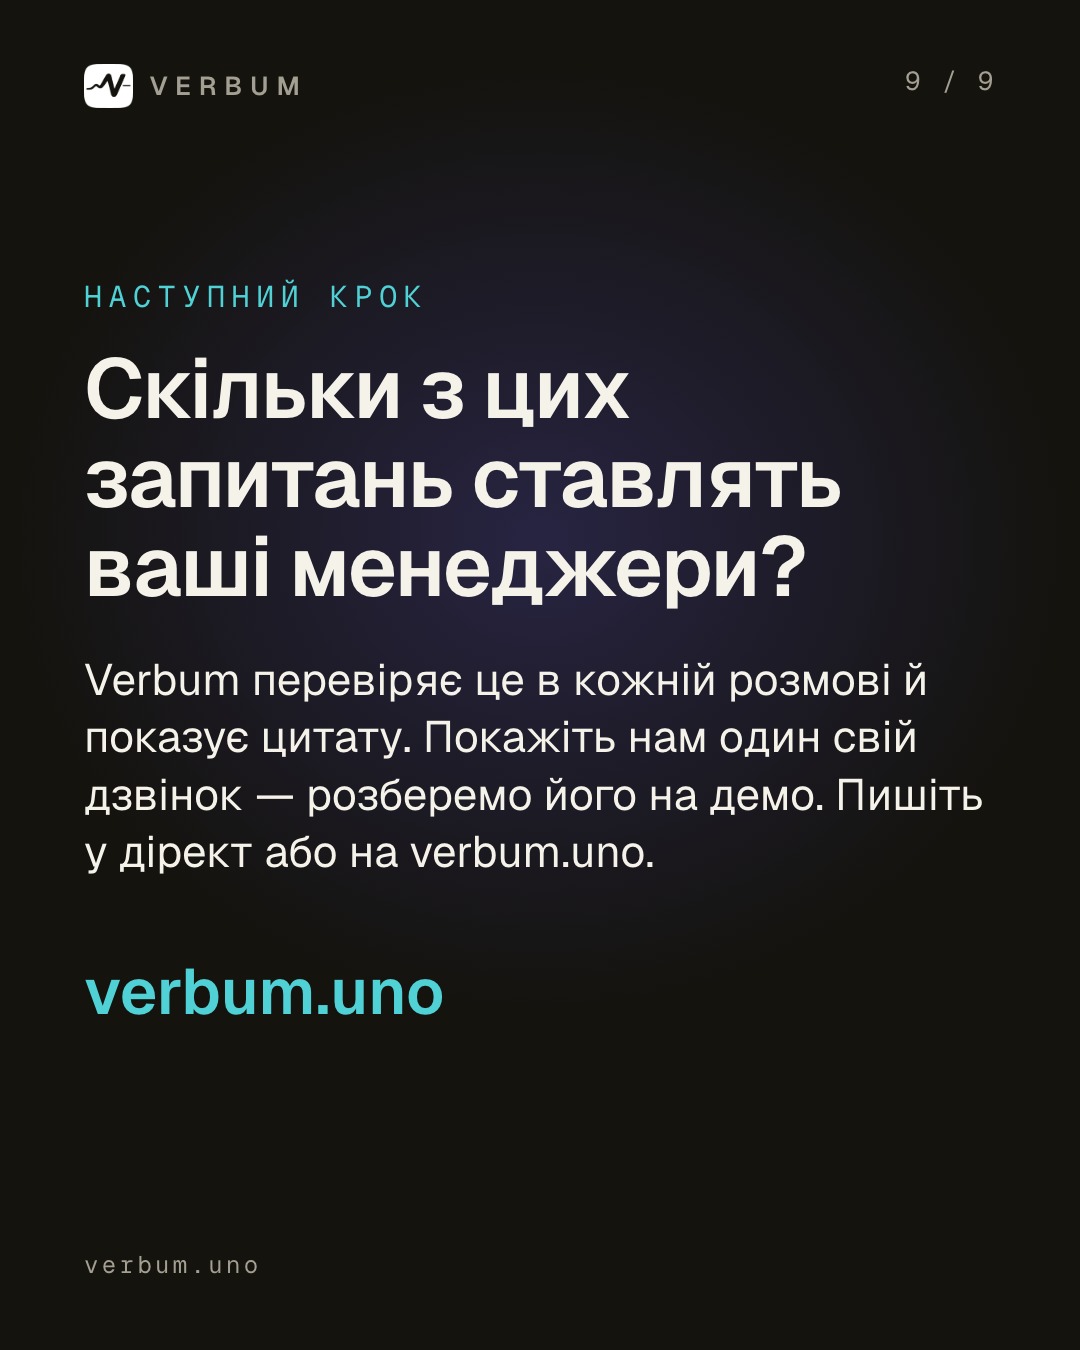 VERBUM
9 / 9
НАСТУПНИЙ КРОК
Скільки з цих
запитань ставлять
ваші менеджери?
Verbum перевіряє це в кожній розмові й
показує цитату. Покажіть нам один свій
дзвінок — розберемо його на демо. Пишіть
у дірект або на verbum.uno.
verbum.uno
verbum.uno